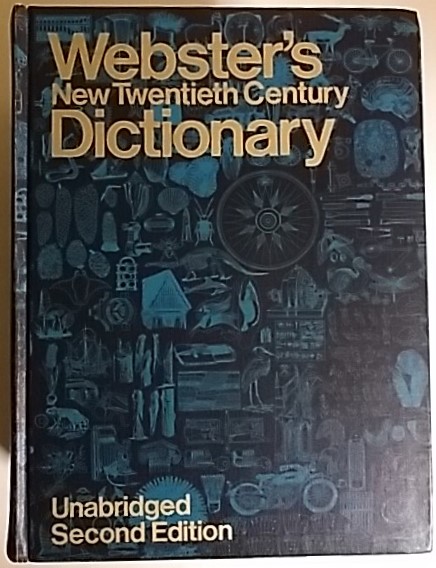 Webster's
New Twentieth Century
Dictionary
Unabridged
Second Edition